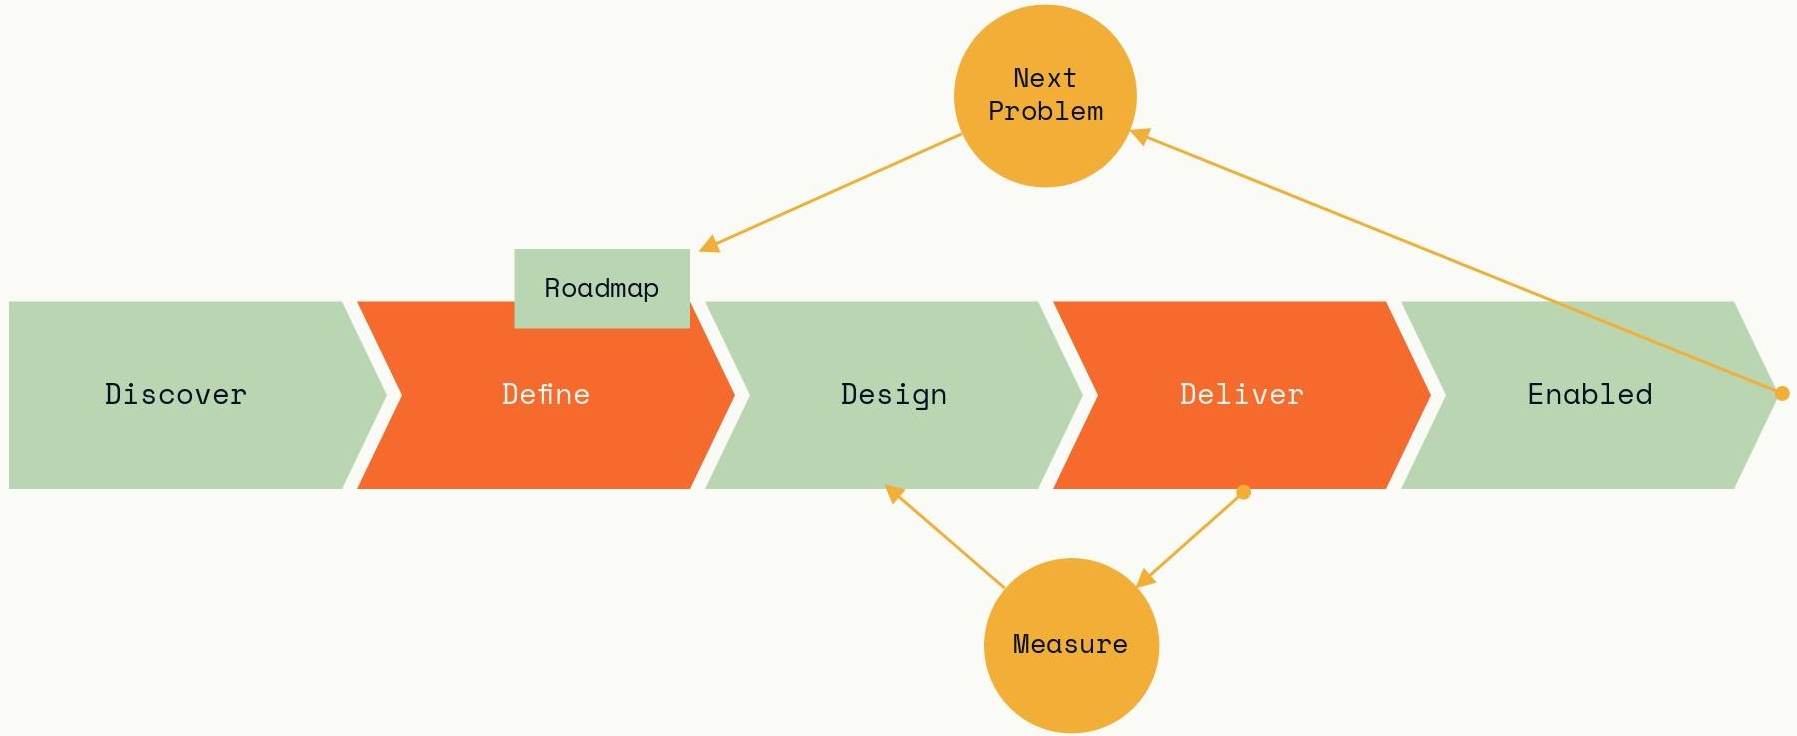 Next
Problem
Roadmap
Discover
Define
Design
Deliver
Enabled
Measure